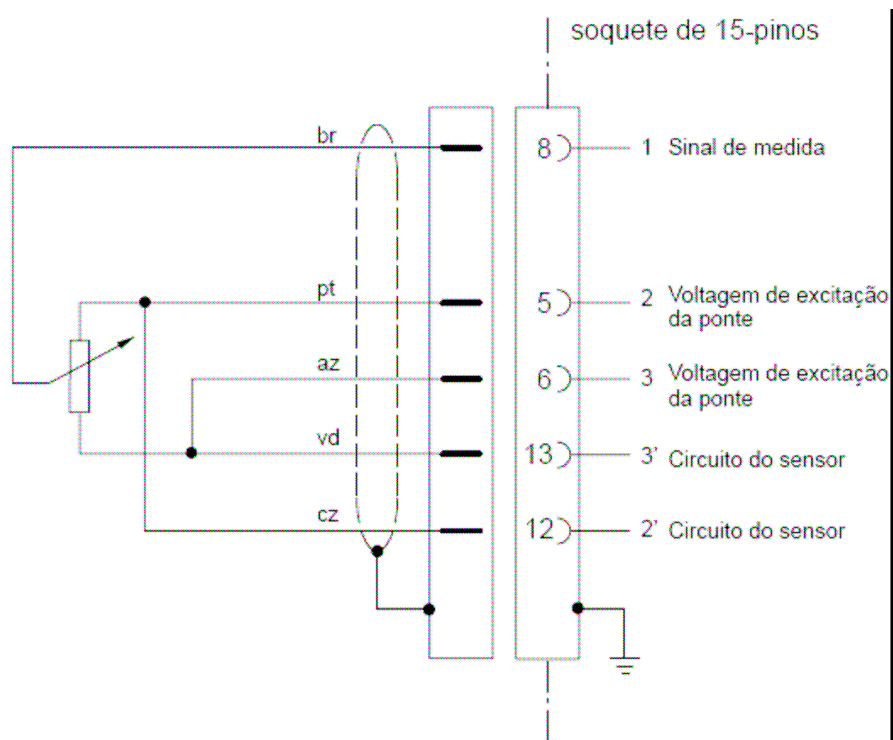 soquete de 15-pinos
br 8 1 Sinal de medida
pt 5 2 Voltagem de excitação
da ponte
az 6 3 Voltagem de excitação
da ponte
vd 13 3’ Circuito do sensor
cz 12 2’ Circuito do sensor